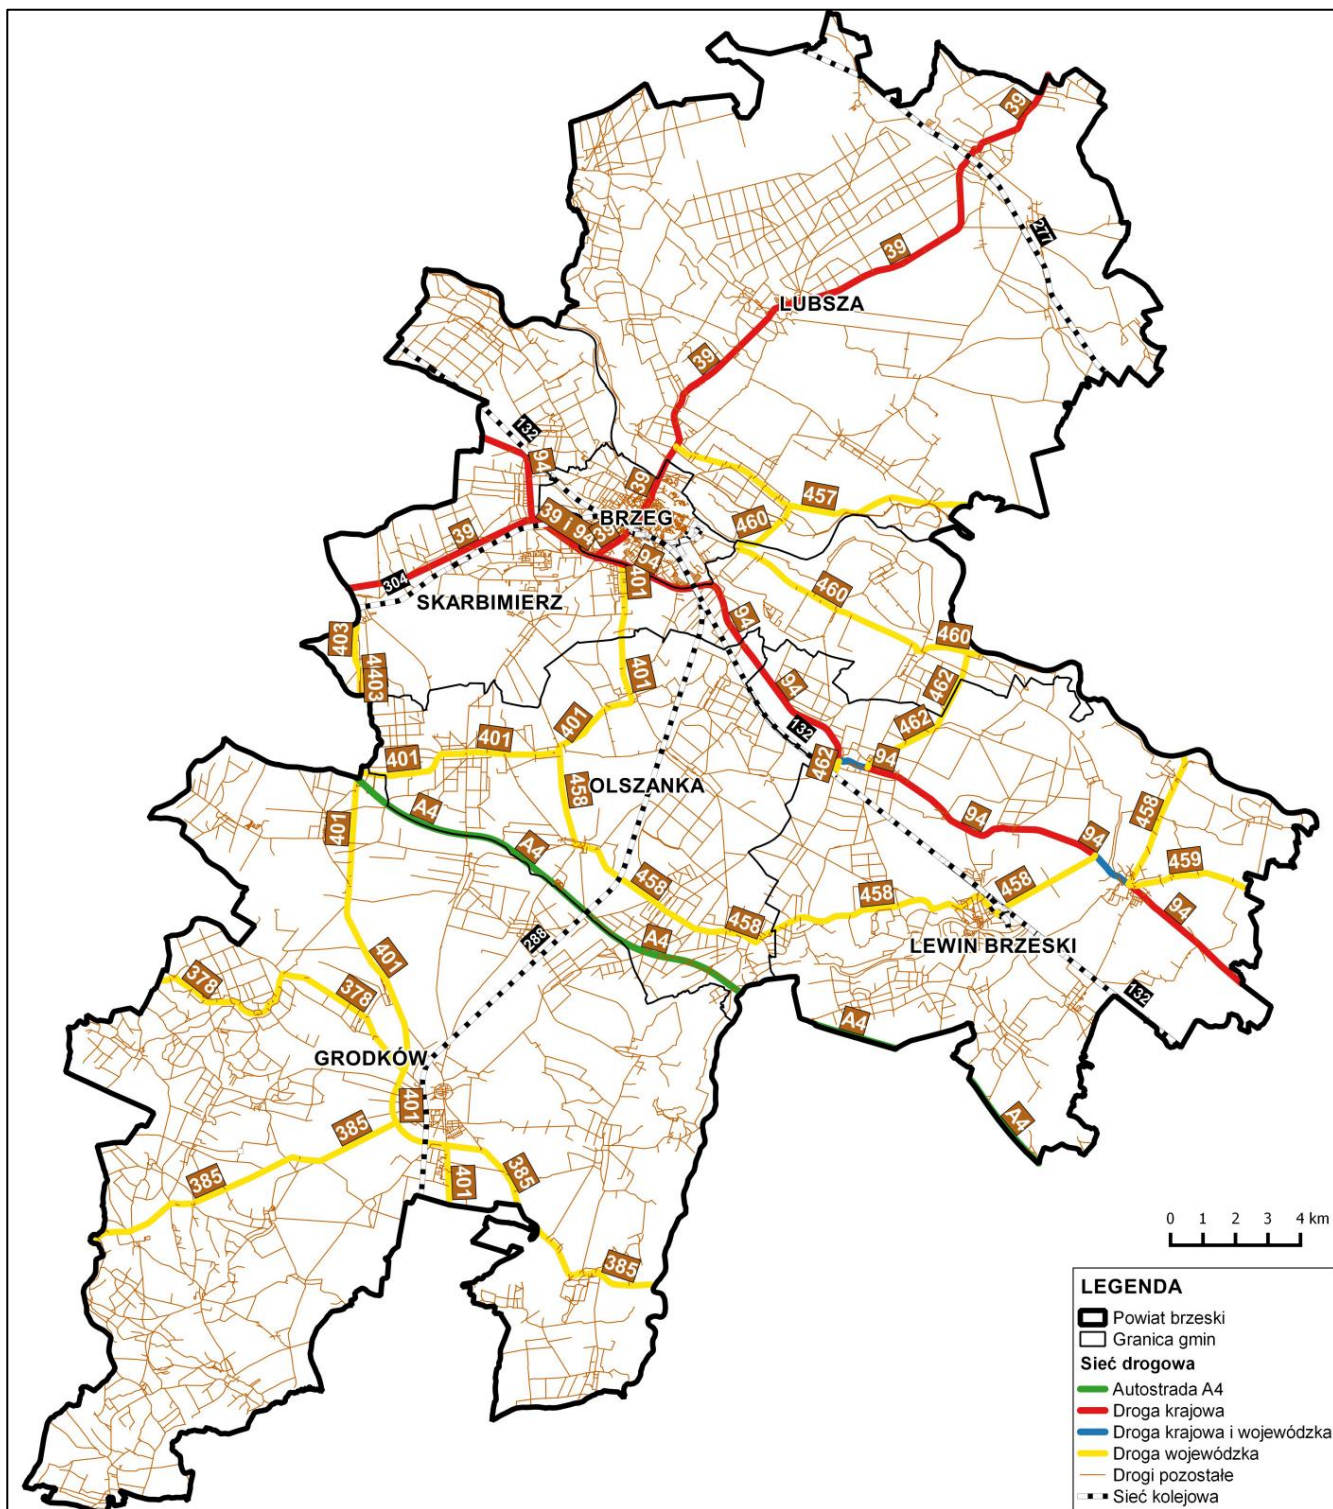 39
277
39
LUBSZA
39
132
94
39
457
39 i 94
BRZEG
39
460
39
94
304
401
SKARBIMIERZ
460
94
403
460
4403
401
462
94
401
462
132
401
401
462
94
OLSZANKA
458
A4
458
94
401
A4
94
459
458
458
94
458
458
A4
288
LEWIN BRZESKI
401
378
378
132
A4
GRODKÓW
401
A4
385
385
401
385
385
0 1 2 3 4 km
LEGENDA
Powiat brzeski
Granica gmin
Sieć drogowa
Autostrada A4
Droga krajowa
Droga krajowa i wojewódzka
Droga wojewódzka
Drogi pozostałe
Sieć kolejowa